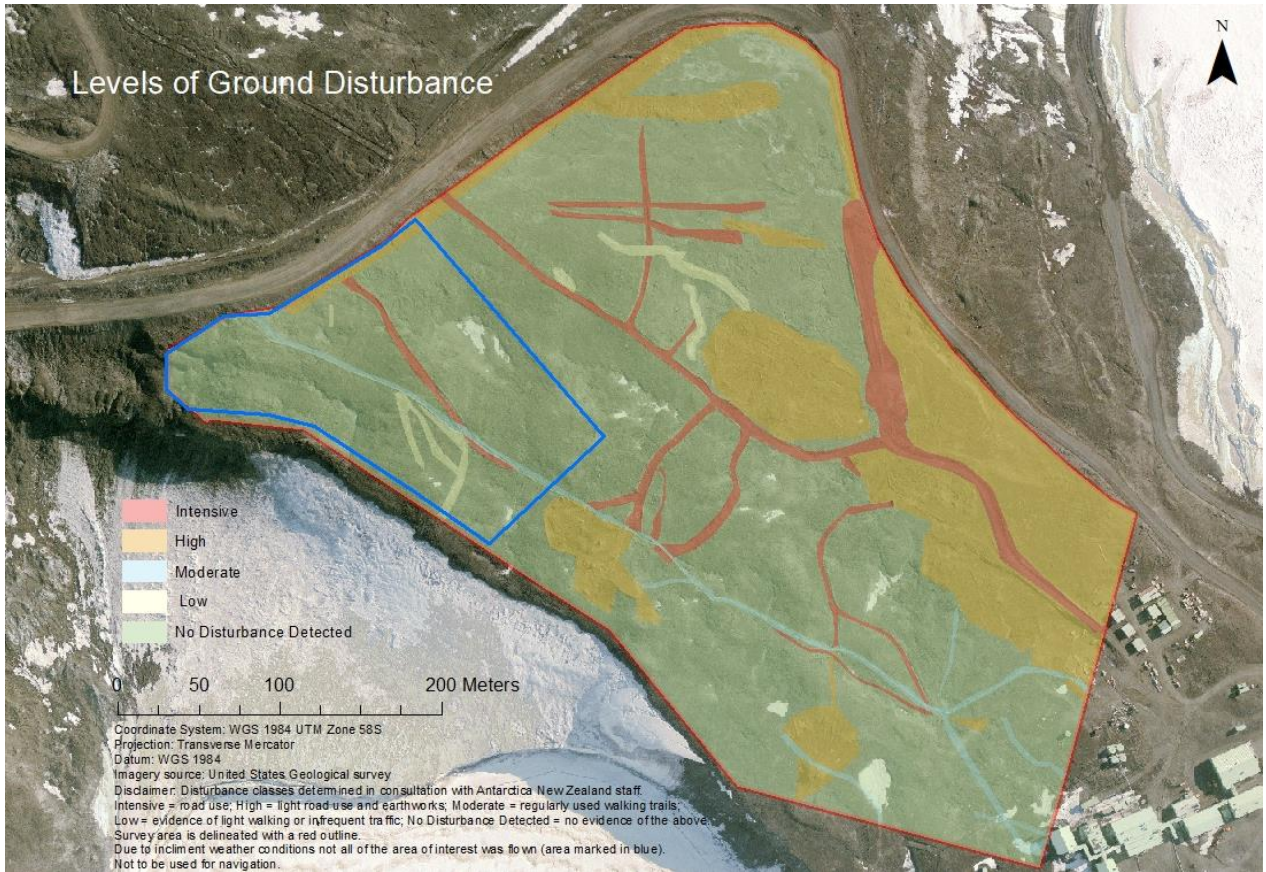 N
Levels of Ground Disturbance
Intensive
High
Moderate
Low
No Disturbance Detected
0 50 100 200 Meters
Coordinate System: WGS 1984 UTM Zone 58S
Projection: Transverse Mercator
Datum: WGS 1984
Imagery source: United States Geological survey
Disclaimer: Disturbance classes determined in consultation with Antarctica New Zealand staff.
Intensive = road use; High = light road use and earthworks; Moderate = regularly used walking trails;
Low = evidence of light walking or infrequent traffic; No Disturbance Detected = no evidence of the above.
Survey area is delineated with a red outline.
Due to incliment weather conditions not all of the area of interest was flown (area marked in blue).
Not to be used for navigation.